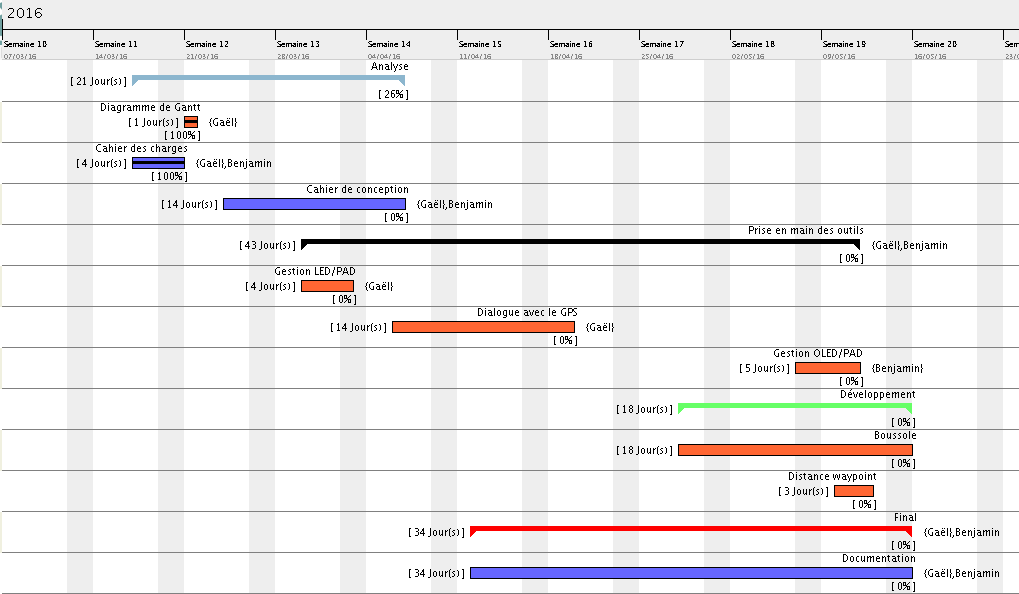 2016
Semaine 10 Semaine 11 Semaine 12 Semaine 13 Semaine 14 Semaine 15 Semaine 16 Semaine 17 Semaine 18 Semaine 19 Semaine 20 Sem
07/03/16 14/03/16 21/03/16 28/03/16 04/04/16 11/04/16 18/04/16 25/04/16 02/05/16 09/05/16 16/05/16 23/0
Analyse
[ 21 Jour(s) ]
[ 26% ]
Diagramme de Gantt
[ 1 Jour(s) ] {Gaël}
[ 100% ]
Cahier des charges
[ 4 Jour(s) ] {Gaël},Benjamin
[ 100% ]
Cahier de conception
[ 14 Jour(s) ] {Gaël},Benjamin
[ 0% ]
Prise en main des outils
[ 43 Jour(s) ] {Gaël},Benjamin
[ 0% ]
Gestion LED/PAD
[ 4 Jour(s) ] {Gaël}
[ 0% ]
Dialogue avec le GPS
[ 14 Jour(s) ] {Gaël}
[ 0% ]
Gestion OLED/PAD
[ 5 Jour(s) ] {Benjamin}
[ 0% ]
Développement
[ 18 Jour(s) ]
[ 0% ]
Boussole
[ 18 Jour(s) ]
[ 0% ]
Distance waypoint
[ 3 Jour(s) ]
[ 0% ]
Final
[ 34 Jour(s) ] {Gaël},Benjamin
[ 0% ]
Documentation
[ 34 Jour(s) ] {Gaël},Benjamin
[ 0% ]